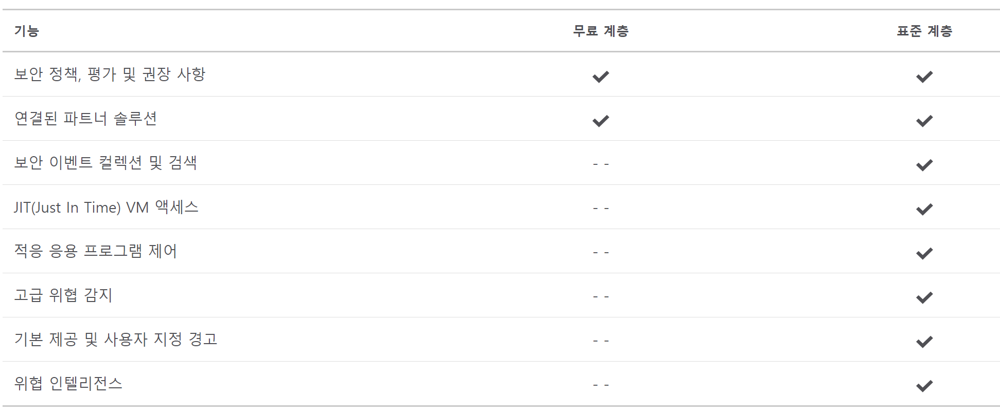 기능 무료 계층 표준 계층
보안 정책, 평가 및 권장 사항 ✔ ✔
연결된 파트너 솔루션 ✔ ✔
보안 이벤트 컬렉션 및 검색 - - ✔
JIT(Just In Time) VM 액세스 - - ✔
적응 응용 프로그램 제어 - - ✔
고급 위협 감지 - - ✔
기본 제공 및 사용자 지정 경고 - - ✔
위협 인텔리전스 - - ✔